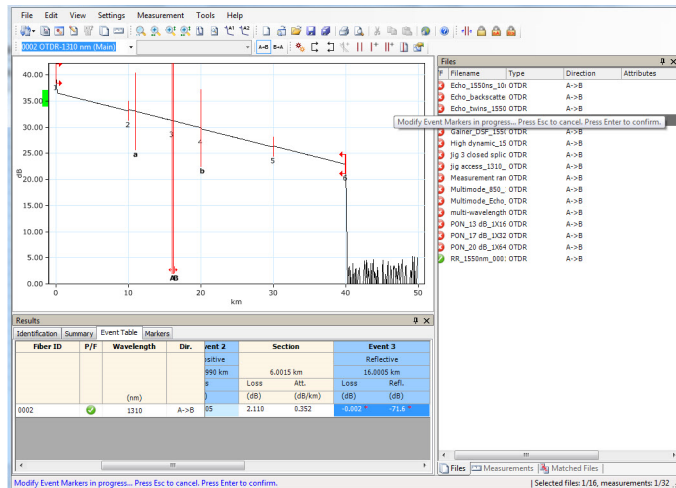 File Edit View Settings Measurement Tools Help
0002 OTDR-1310 nm (Main)
A→B B←A
Files
F Filename Type Direction Attributes
Echo_1550ns_10 OTDR A->B
Echo_backscatte OTDR A->B
Echo_twins_1550 OTDR A->B
Modify Event Markers in progress... Press Esc to cancel. Press Enter to confirm.
Gainer_DSF_155 OTDR A->B
High dynamic_15 OTDR A->B
jig 3 closed splic OTDR A->B
jig access_1310_ OTDR A->B
Measurement ran OTDR A->B
Multimode_850_ OTDR A->B
Multimode_Echo_ OTDR A->B
multi-wavelength OTDR A->B
PON_13 dB_1X16 OTDR A->B
PON_17 dB_1X32 OTDR A->B
PON_20 dB_1X64 OTDR A->B
RR_1550nm_000 OTDR A->B
40.00
35.00
30.00
25.00
20.00
15.00
10.00
5.00
0.00
dB
1
2
a
3
4
b
5
6
AB
0 10 20 30 40 50
km
Results
Identification Summary Event Table Markers
Fiber ID P/F Wavelength Dir. vent 2 Section Event 3
sitive Reflective
990 km 6.0015 km 16.0005 km
s Loss Att. Loss Refl.
(nm) ) (dB) (dB/km) (dB) (dB)
0002 1310 A->B 05 2.110 0.352 -0.002 * -71.6 *
Files Measurements Matched Files
Modify Event Markers in progress... Press Esc to cancel. Press Enter to confirm.
Selected files: 1/16, measurements: 1/32